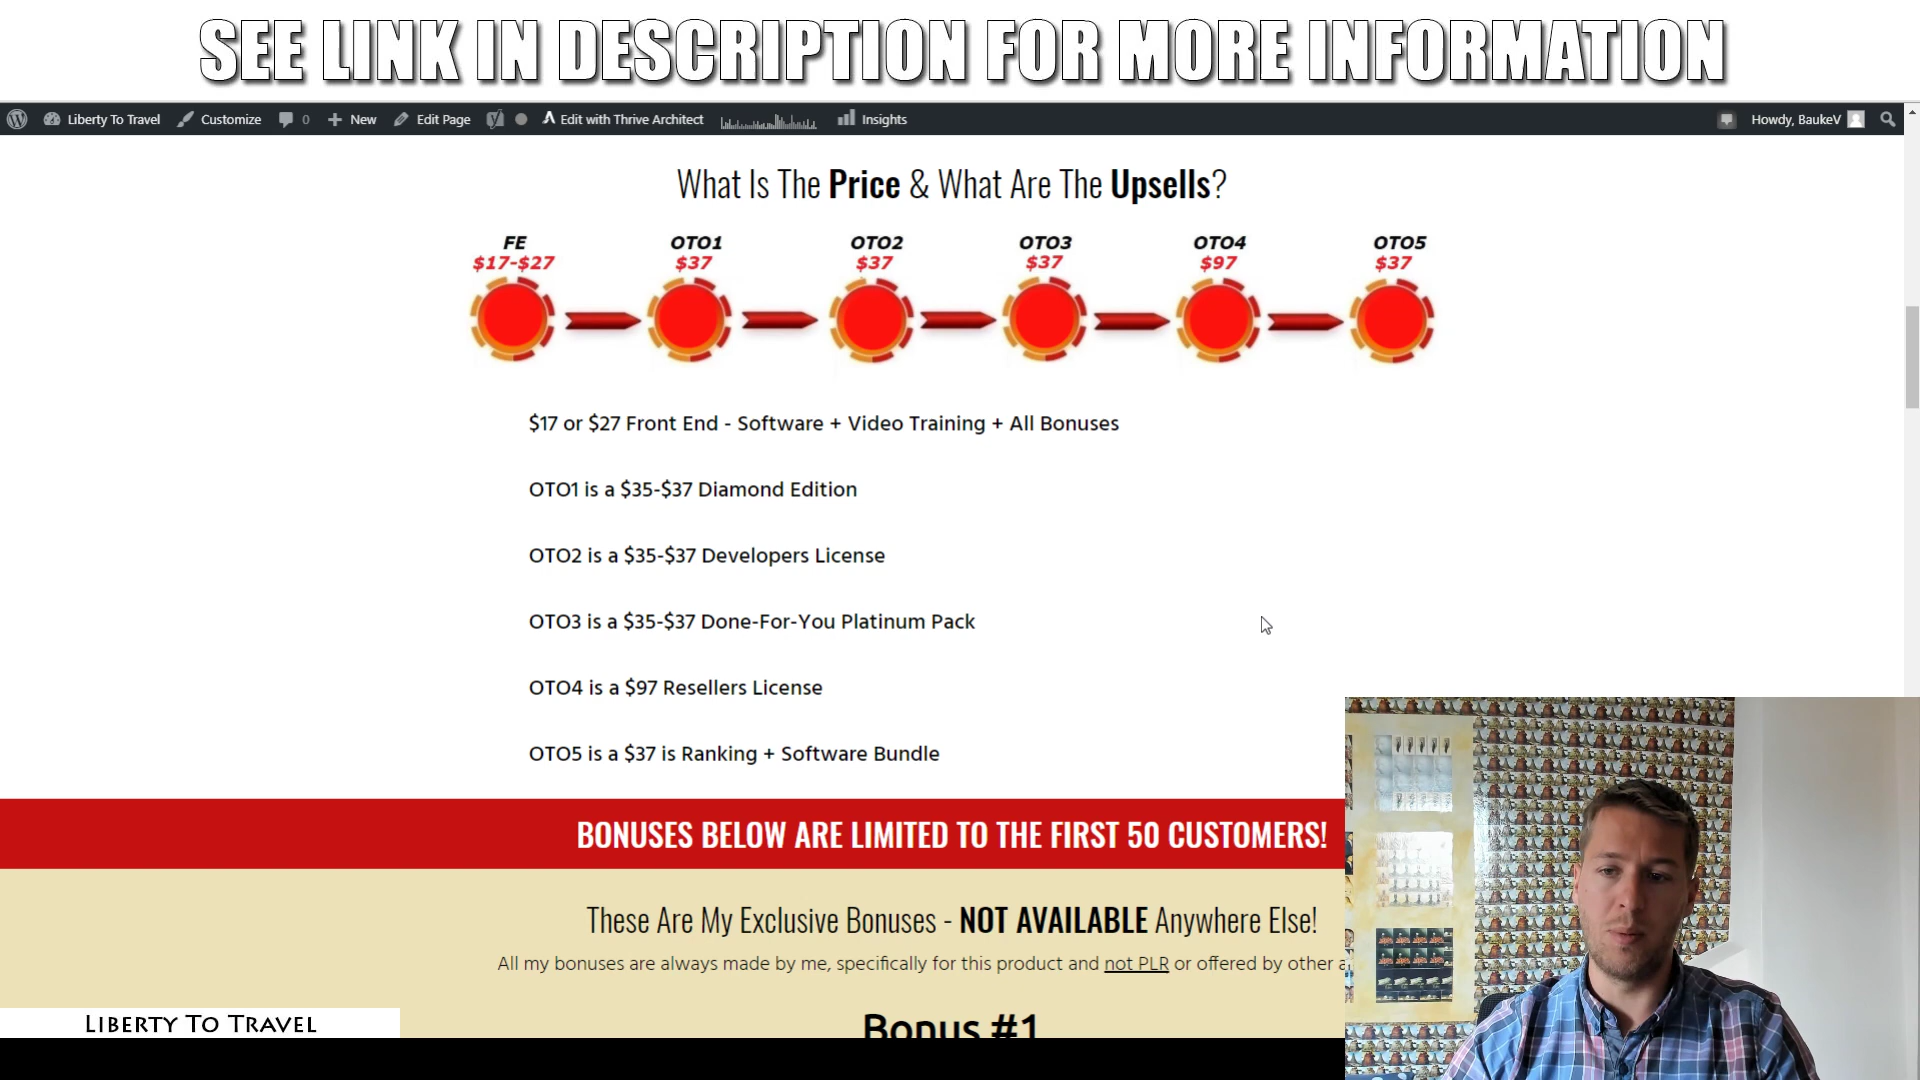 SEE LINK IN DESCRIPTION FOR MORE INFORMATION
Liberty To Travel Customize 0 New Edit Page Edit with Thrive Architect Insights Howdy, BaukeV
What Is The Price & What Are The Upsells?
FE OTO1 OTO2 OTO3 OTO4 OTO5
$17-$27 $37 $37 $37 $97 $37
$17 or $27 Front End - Software + Video Training + All Bonuses
OTO1 is a $35-$37 Diamond Edition
OTO2 is a $35-$37 Developers License
OTO3 is a $35-$37 Done-For-You Platinum Pack
OTO4 is a $97 Resellers License
OTO5 is a $37 is Ranking + Software Bundle
BONUSES BELOW ARE LIMITED TO THE FIRST 50 CUSTOMERS!
These Are My Exclusive Bonuses - NOT AVAILABLE Anywhere Else!
All my bonuses are always made by me, specifically for this product and not PLR or offered by other
Bonus #1
LIBERTY TO TRAVEL